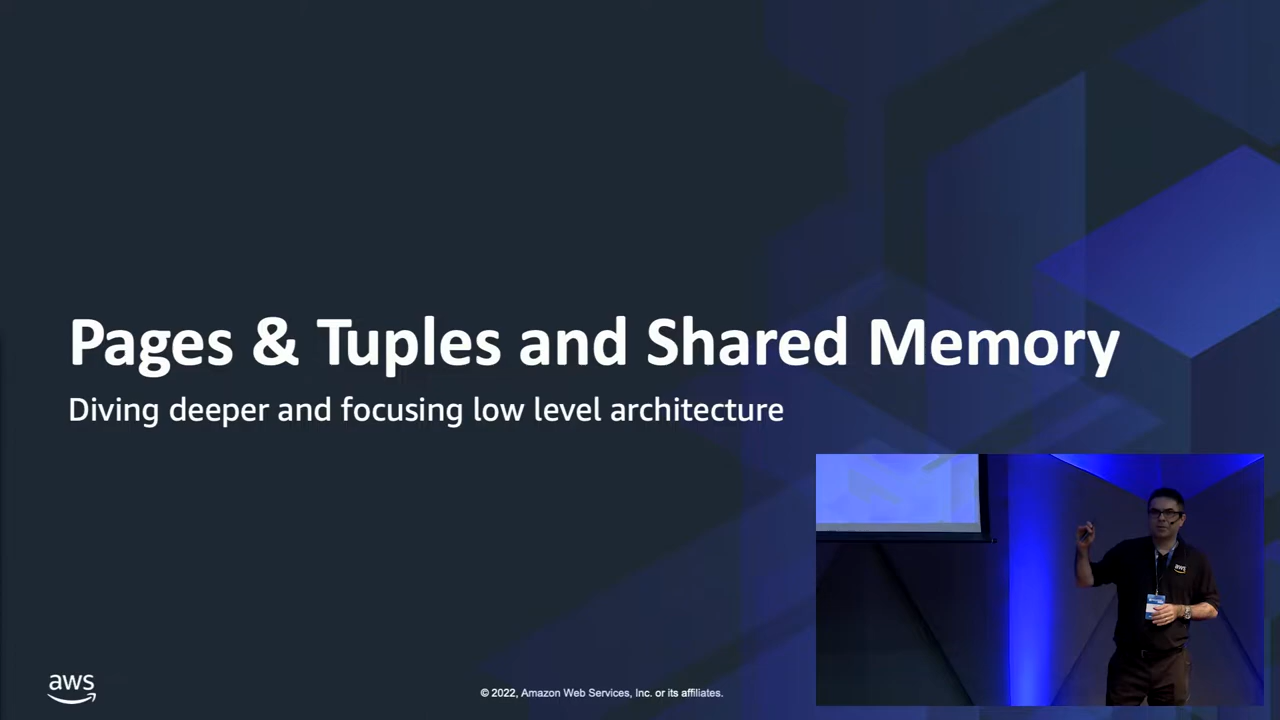 Pages & Tuples and Shared Memory
Diving deeper and focusing low level architecture
aws
aws
© 2022, Amazon Web Services, Inc. or its affiliates.